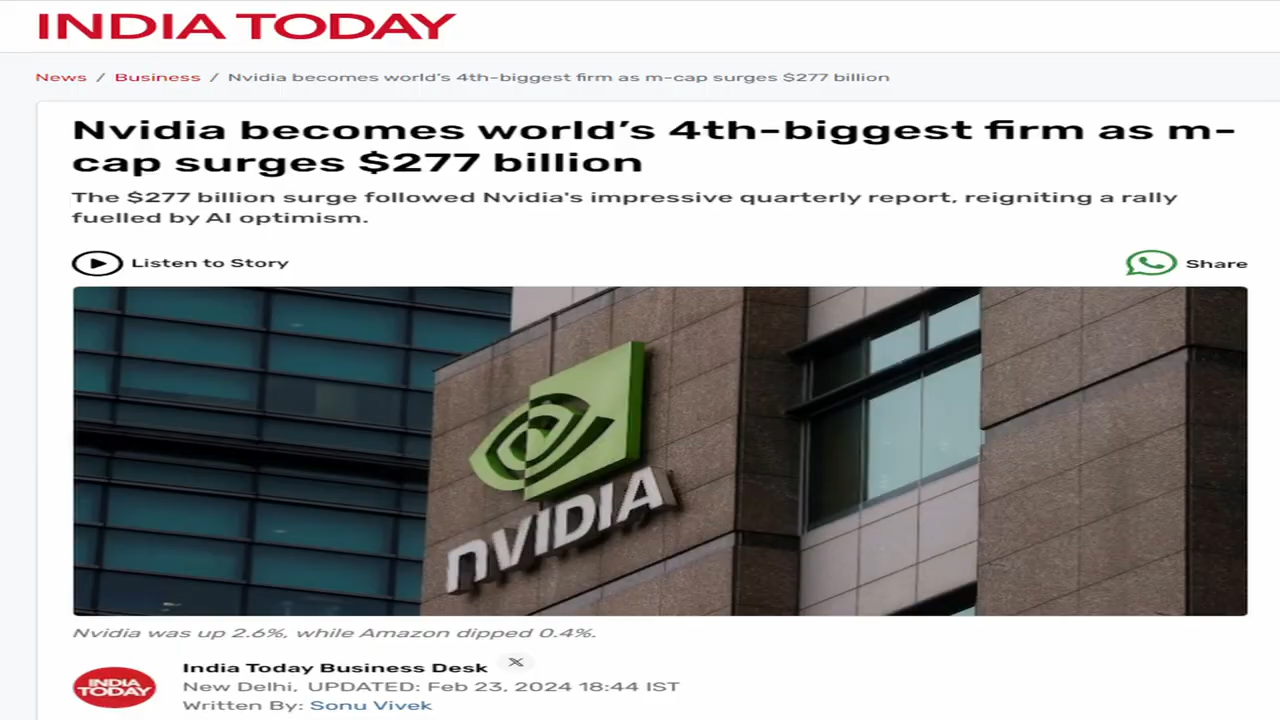 INDIA TODAY
News / Business / Nvidia becomes world’s 4th-biggest firm as m-cap surges $277 billion
Nvidia becomes world’s 4th-biggest firm as m-
cap surges $277 billion
The $277 billion surge followed Nvidia's impressive quarterly report, reigniting a rally
fuelled by AI optimism.
Listen to Story
Share
NVIDIA
Nvidia was up 2.6%, while Amazon dipped 0.4%.
INDIA
TODAY
India Today Business Desk
New Delhi, UPDATED: Feb 23, 2024 18:44 IST
Written By: Sonu Vivek